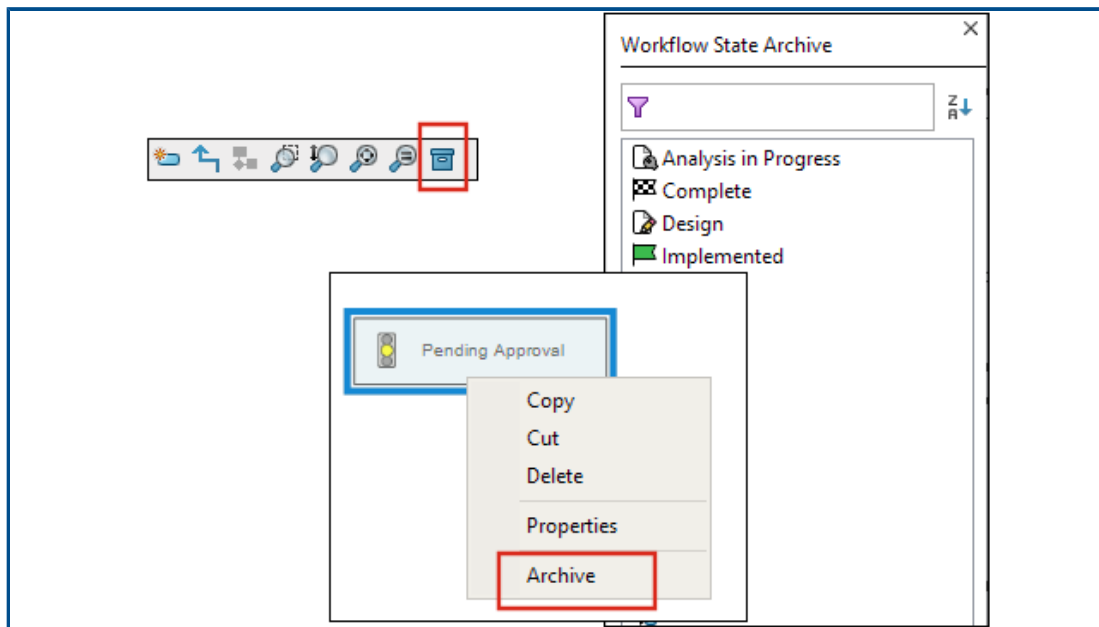 Workflow State Archive
Analysis in Progress
Complete
Design
Implemented
Pending Approval
Copy
Cut
Delete
Properties
Archive